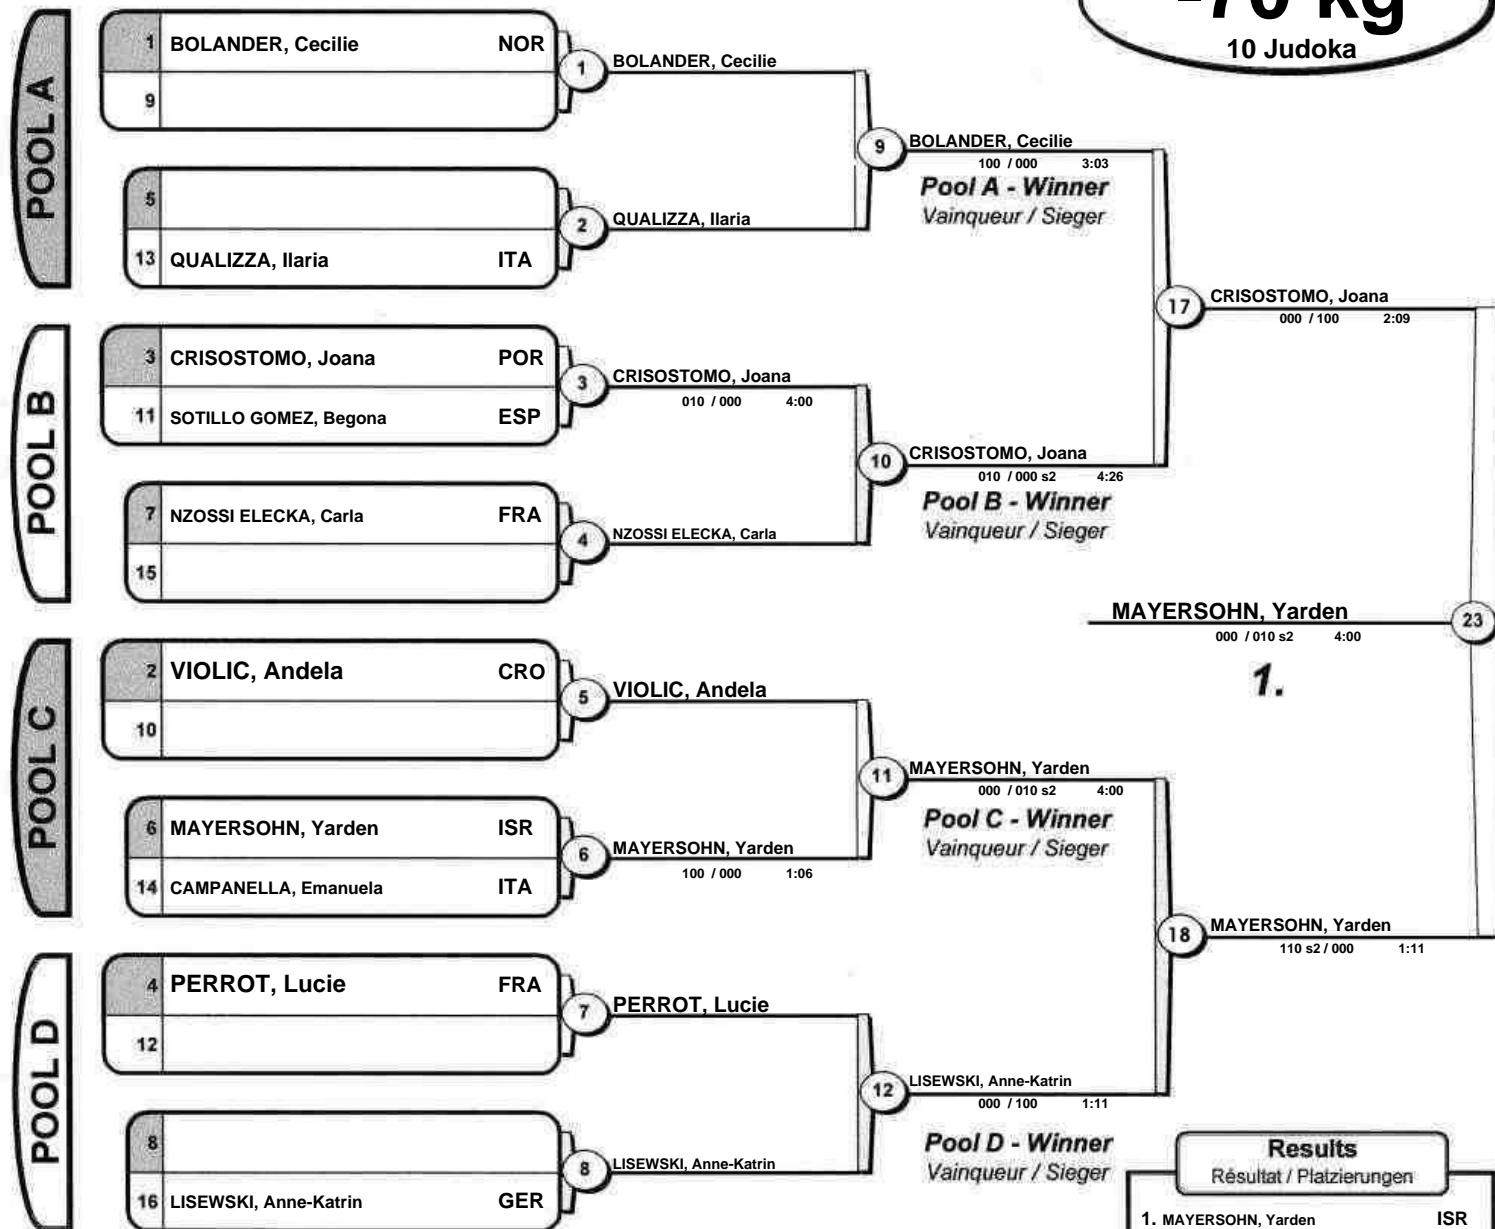 -70 kg
10 Judoka
POOL A
1 BOLANDER, Cecilie NOR
9
1 BOLANDER, Cecilie
5
13 QUALIZZA, Ilaria ITA
2 QUALIZZA, Ilaria
9 BOLANDER, Cecilie
100 / 000 3:03
Pool A - Winner
Vainqueur / Sieger
POOL B
3 CRISOSTOMO, Joana POR
11 SOTILLO GOMEZ, Begona ESP
3 CRISOSTOMO, Joana
010 / 000 4:00
7 NZOSSI ELECKA, Carla FRA
15
4 NZOSSI ELECKA, Carla
10 CRISOSTOMO, Joana
010 / 000 s2 4:26
Pool B - Winner
Vainqueur / Sieger
17 CRISOSTOMO, Joana
000 / 100 2:09
MAYERSOHN, Yarden 23
000 / 010 s2 4:00
1.
POOL C
2 VIOLIC, Andela CRO
10
5 VIOLIC, Andela
6 MAYERSOHN, Yarden ISR
14 CAMPANELLA, Emanuela ITA
6 MAYERSOHN, Yarden
100 / 000 1:06
11 MAYERSOHN, Yarden
000 / 010 s2 4:00
Pool C - Winner
Vainqueur / Sieger
18 MAYERSOHN, Yarden
110 s2 / 000 1:11
POOL D
4 PERROT, Lucie FRA
12
7 PERROT, Lucie
8
16 LISEWSKI, Anne-Katrin GER
8 LISEWSKI, Anne-Katrin
12 LISEWSKI, Anne-Katrin
000 / 100 1:11
Pool D - Winner
Vainqueur / Sieger
Results
Résultat / Platzierungen
1. MAYERSOHN, Yarden ISR